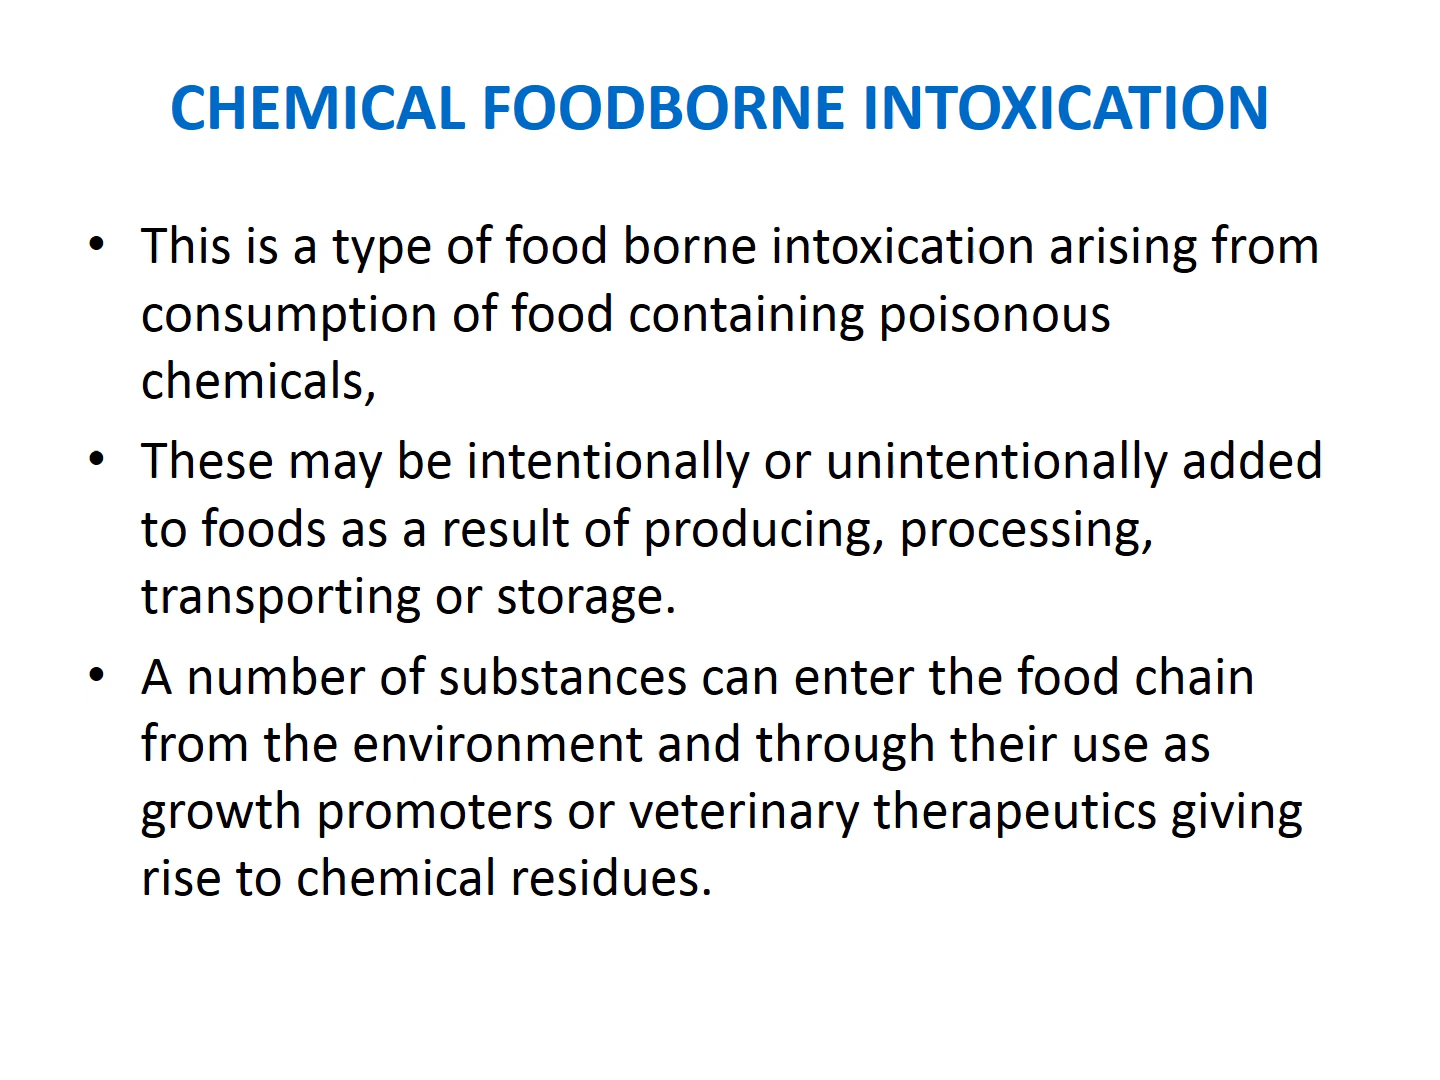 CHEMICAL FOODBORNE INTOXICATION
• This is a type of food borne intoxication arising from
consumption of food containing poisonous
chemicals,
• These may be intentionally or unintentionally added
to foods as a result of producing, processing,
transporting or storage.
• A number of substances can enter the food chain
from the environment and through their use as
growth promoters or veterinary therapeutics giving
rise to chemical residues.